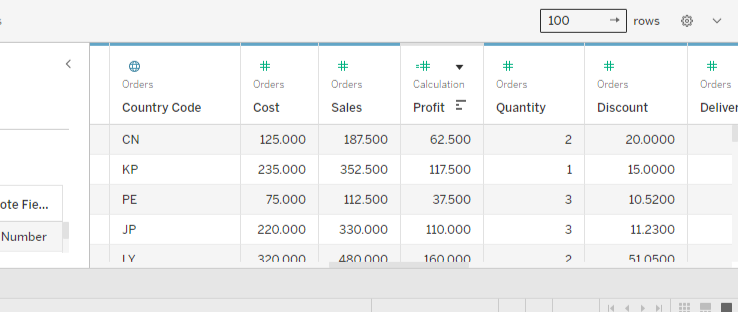 s
100 → rows
Orders Orders Orders Calculation Orders Orders Orders
Country Code Cost Sales Profit Quantity Discount Deliver
CN 125.000 187.500 62.500 2 20.0000
KP 235.000 352.500 117.500 1 15.0000
PE 75.000 112.500 37.500 3 10.5200
JP 220.000 330.000 110.000 3 11.2300
LY 320.000 480.000 160.000 2 51.0500
ote Fie...
Number